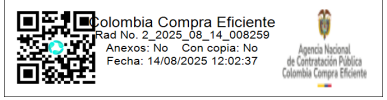 Colombia Compra Eficiente
Rad No. 2_2025_08_14_008259
Anexos: No Con copia: No
Fecha: 14/08/2025 12:02:37
Agencia Nacional
de Contratación Pública
Colombia Compra Eficiente